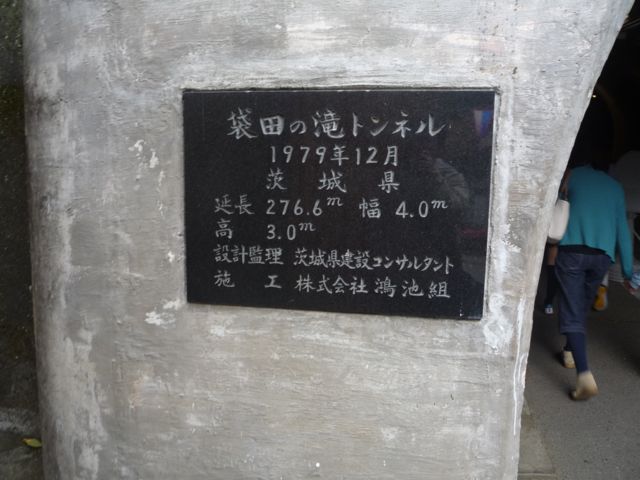 袋田の滝トンネル
1979年12月
茨城県
延長 276.6m 幅 4.0m
高 3.0m
設計監理 茨城県建設コンサルタント
施工 株式会社鴻池組